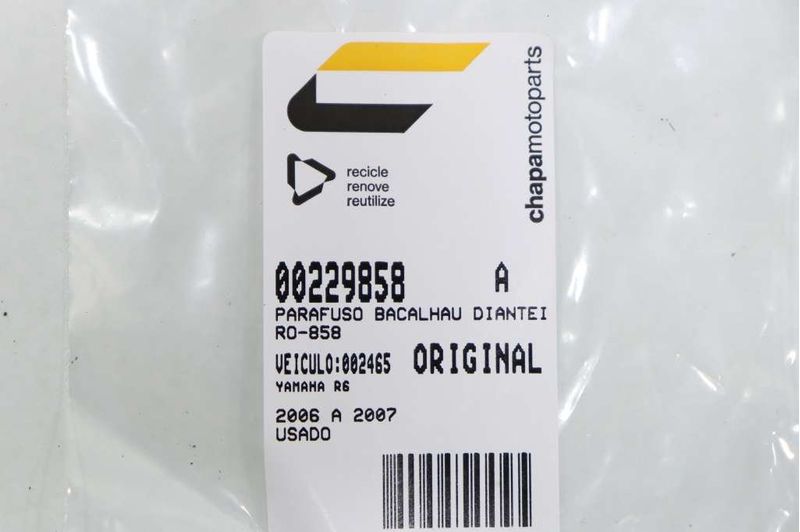 chapamotoparts
recicle
renove
reutilize
00229858 A
PARAFUSO BACALHAU DIANTEI
RO-858
VEICULO:002465 ORIGINAL
YAMAHA R6
2006 A 2007
USADO